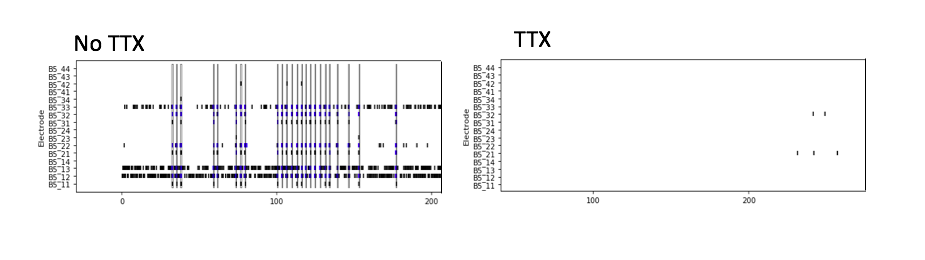 No TTX
TTX
Electrode
B5_44
B5_43
B5_42
B5_41
B5_34
B5_33
B5_32
B5_31
B5_24
B5_23
B5_22
B5_21
B5_14
B5_13
B5_12
B5_11
0 100 200
Electrode
B5_44
B5_43
B5_42
B5_41
B5_34
B5_33
B5_32
B5_31
B5_24
B5_23
B5_22
B5_21
B5_14
B5_13
B5_12
B5_11
100 200